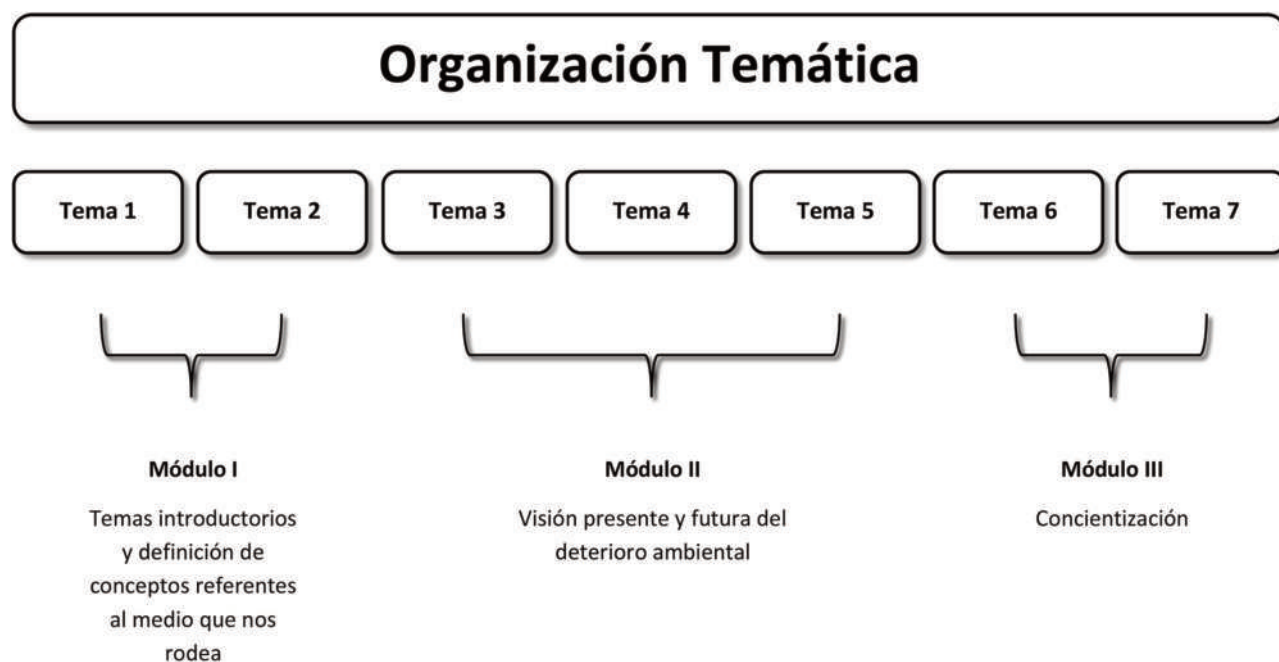 Organización Temática
Tema 1
Tema 2
Tema 3
Tema 4
Tema 5
Tema 6
Tema 7
Módulo I
Temas introductorios
y definición de
conceptos referentes
al medio que nos
rodea
Módulo II
Visión presente y futura del
deterioro ambiental
Módulo III
Concientización